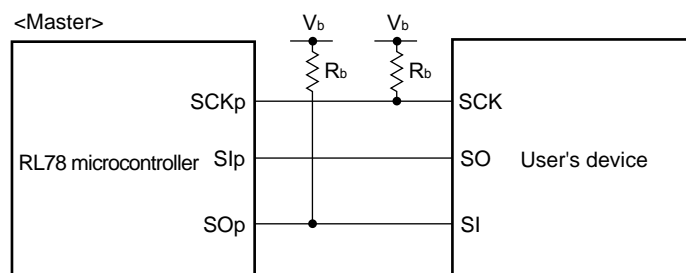 <Master>
Vb
Vb
Rb
Rb
SCKp
SCK
RL78 microcontroller
SIp
SO
User's device
SOp
SI